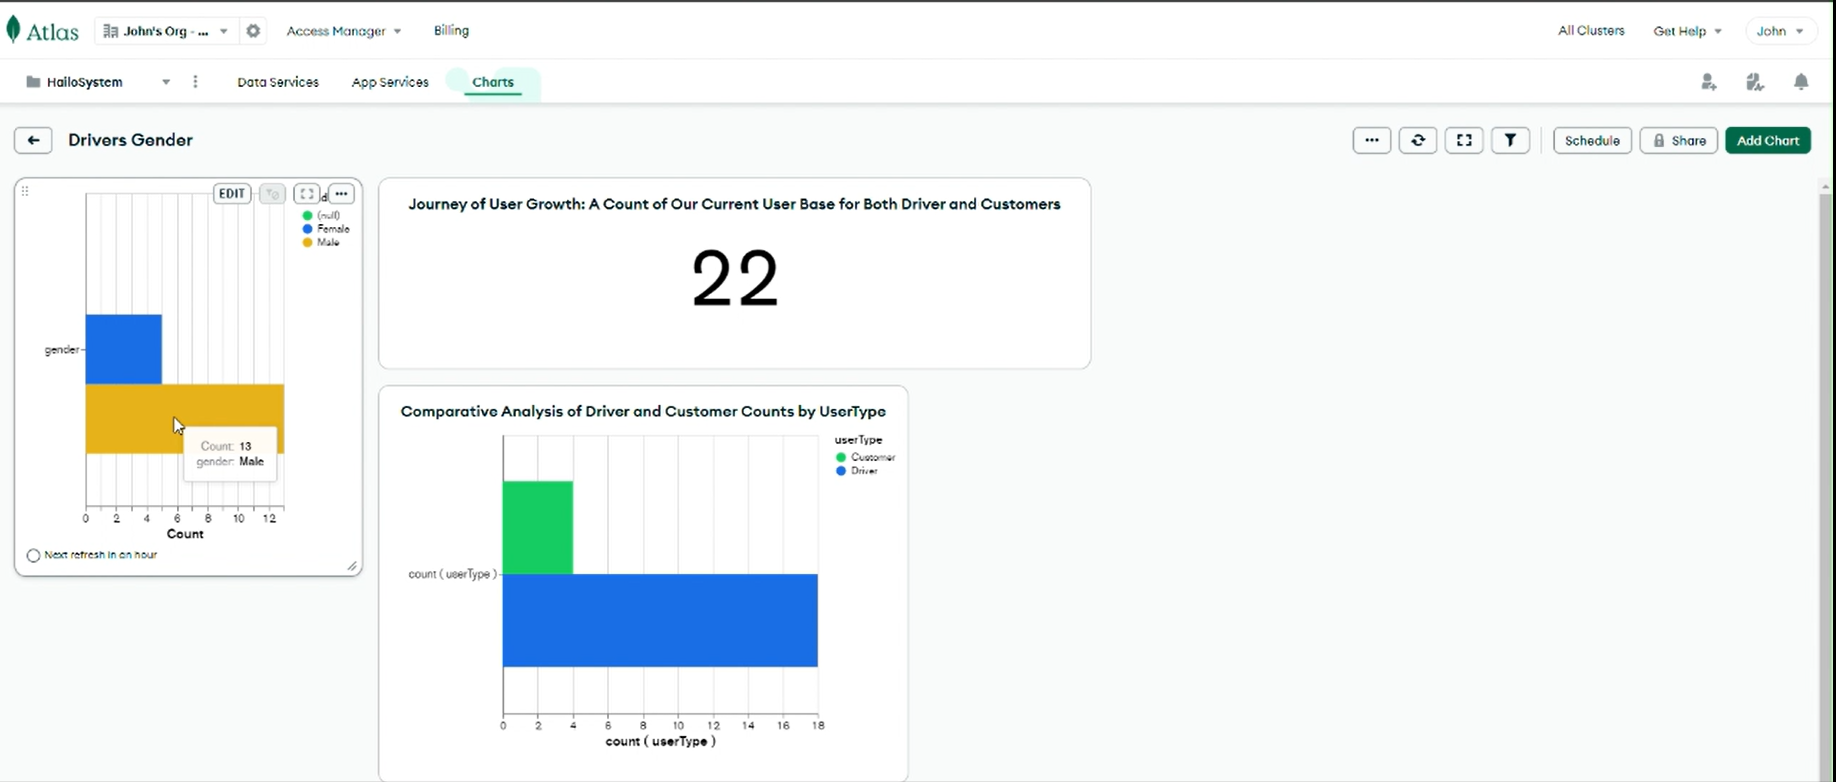 Atlas
John's Org - ...
Access Manager
Billing
All Clusters
Get Help
John
HailoSystem
Data Services
App Services
Charts
Drivers Gender
Schedule
Share
Add Chart
EDIT
(null)
Female
Male
gender
Count: 13
gender: Male
0 2 4 6 8 10 12
Count
Next refresh in an hour
Journey of User Growth: A Count of Our Current User Base for Both Driver and Customers
22
Comparative Analysis of Driver and Customer Counts by UserType
userType
Customer
Driver
count ( userType )
0 2 4 6 8 10 12 14 16 18
count ( userType )